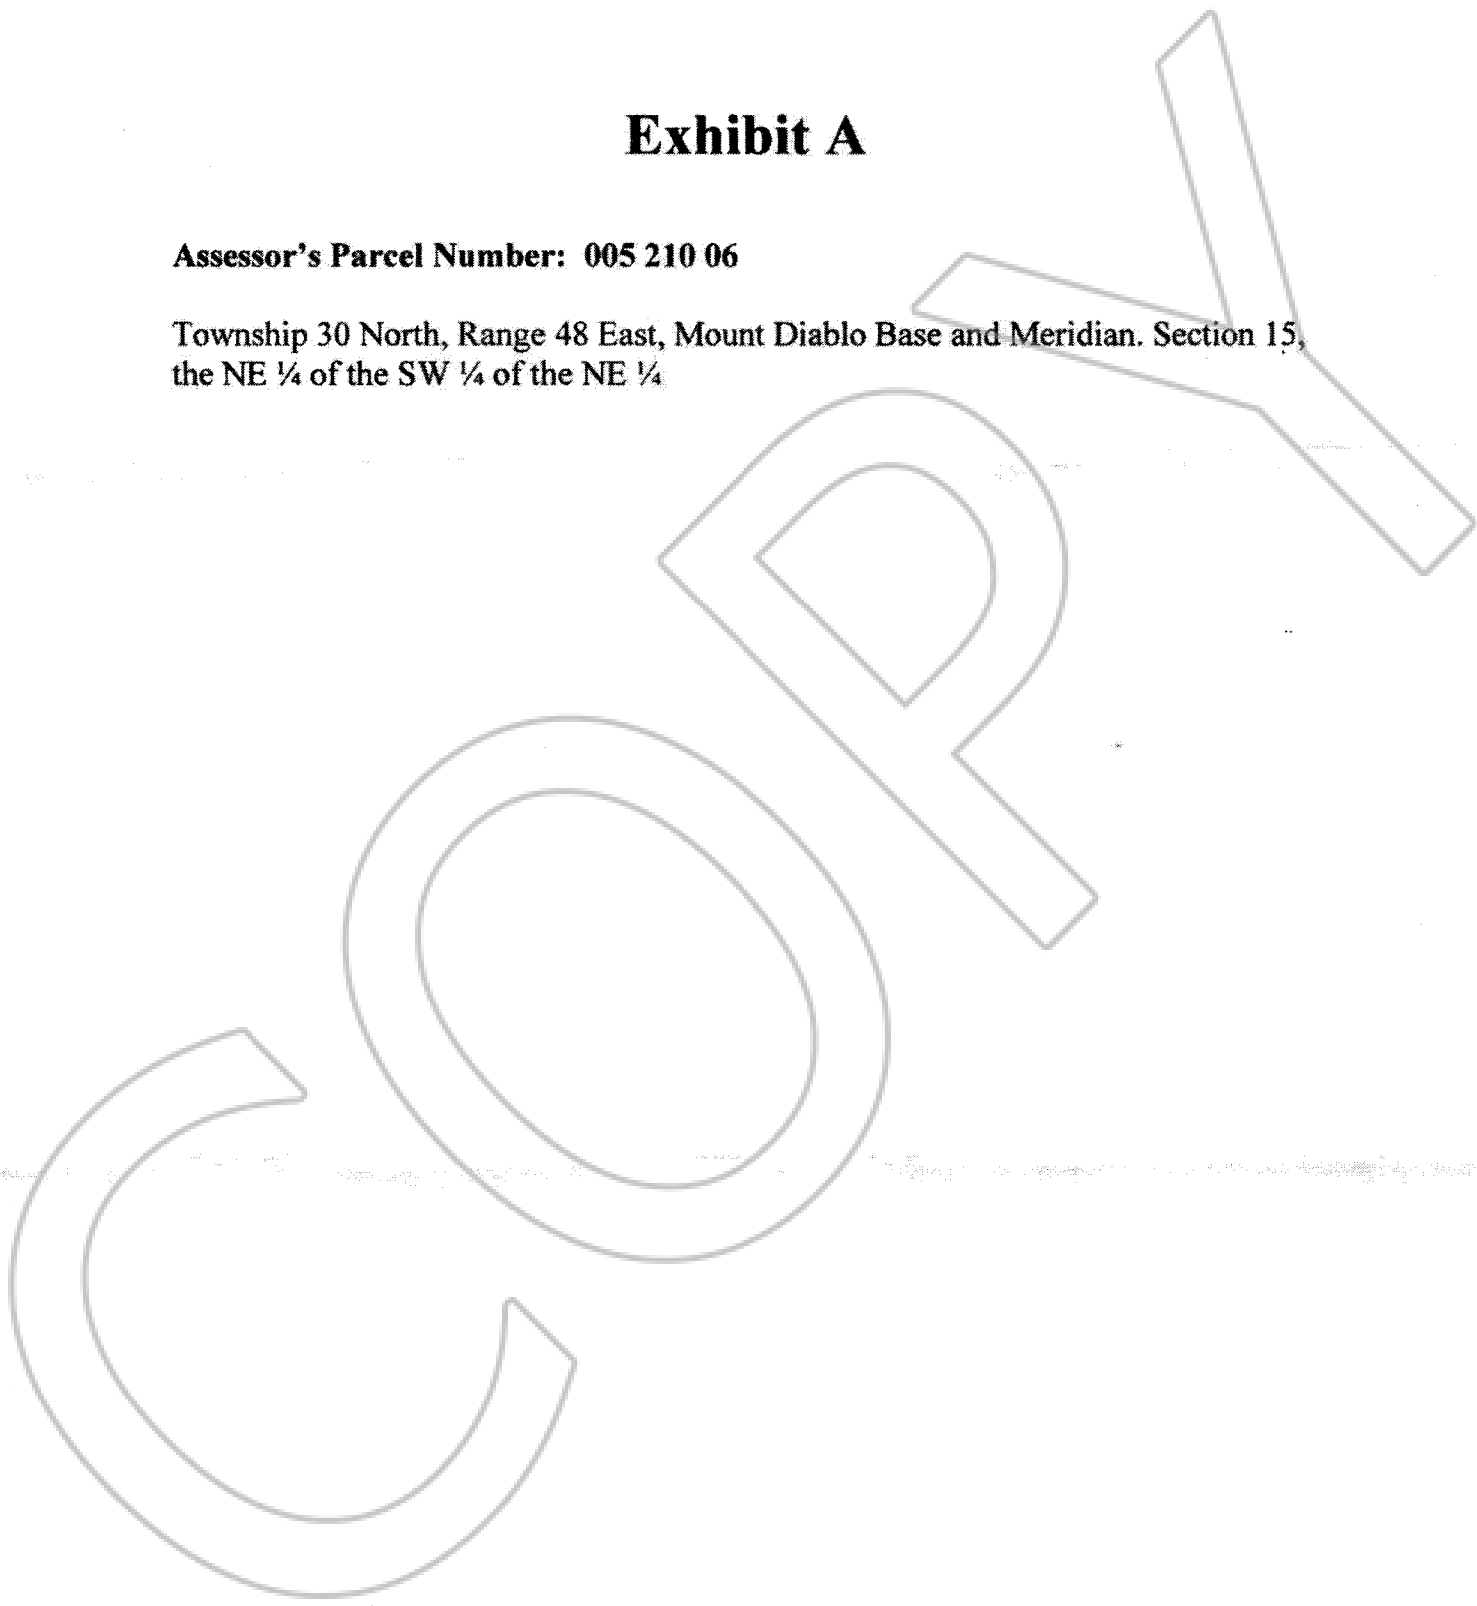 Exhibit A
Assessor's Parcel Number: 005 210 06
Township 30 North, Range 48 East, Mount Diablo Base and Meridian. Section 15,
the NE ¼ of the SW ¼ of the NE ¼
COPY